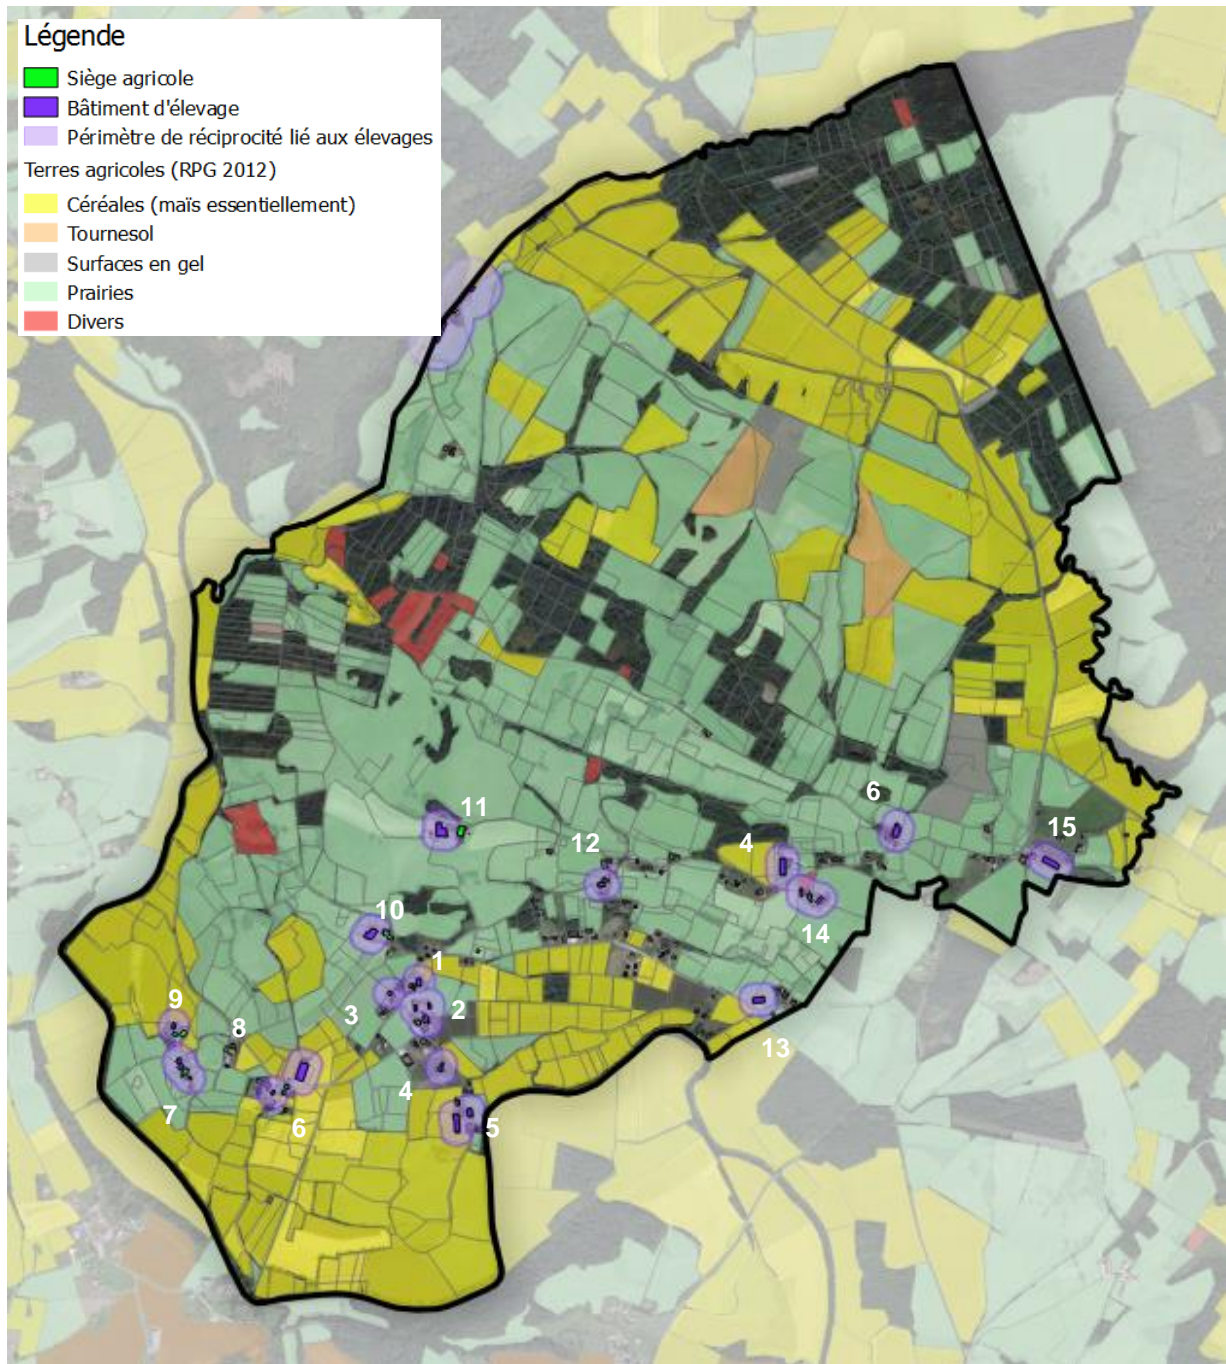 Légende
Siège agricole
Bâtiment d'élevage
Périmètre de réciprocité lié aux élevages
Terres agricoles (RPG 2012)
Céréales (maïs essentiellement)
Tournesol
Surfaces en gel
Prairies
Divers
6
11
15
12
4
10
14
1
9
2
3
8
13
4
7
6
5